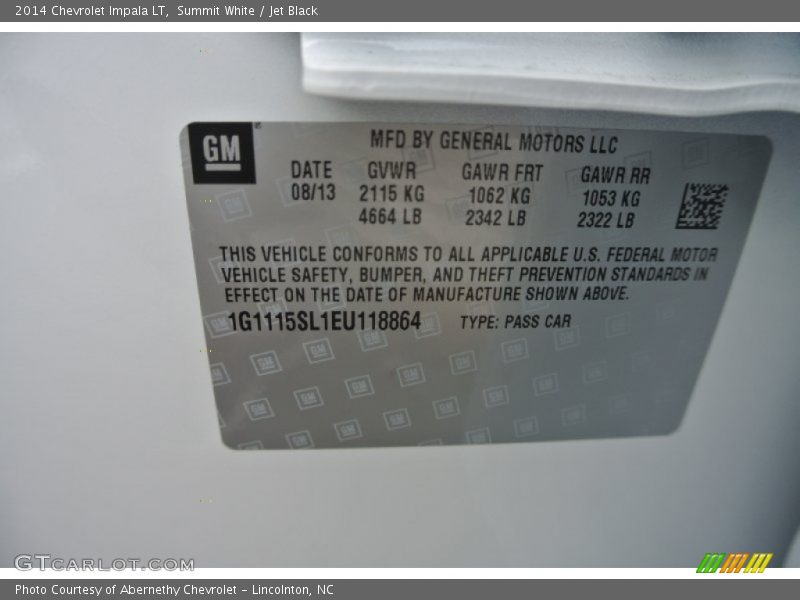 2014 Chevrolet Impala LT, Summit White / Jet Black
GM
MFD BY GENERAL MOTORS LLC
DATE GVWR GAWR FRT GAWR RR
08/13 2115 KG 1062 KG 1053 KG
4664 LB 2342 LB 2322 LB
THIS VEHICLE CONFORMS TO ALL APPLICABLE U.S. FEDERAL MOTOR
VEHICLE SAFETY, BUMPER, AND THEFT PREVENTION STANDARDS IN
EFFECT ON THE DATE OF MANUFACTURE SHOWN ABOVE.
1G1115SL1EU118864 TYPE: PASS CAR
GTCARLOT.COM
Photo Courtesy of Abernethy Chevrolet – Lincolnton, NC